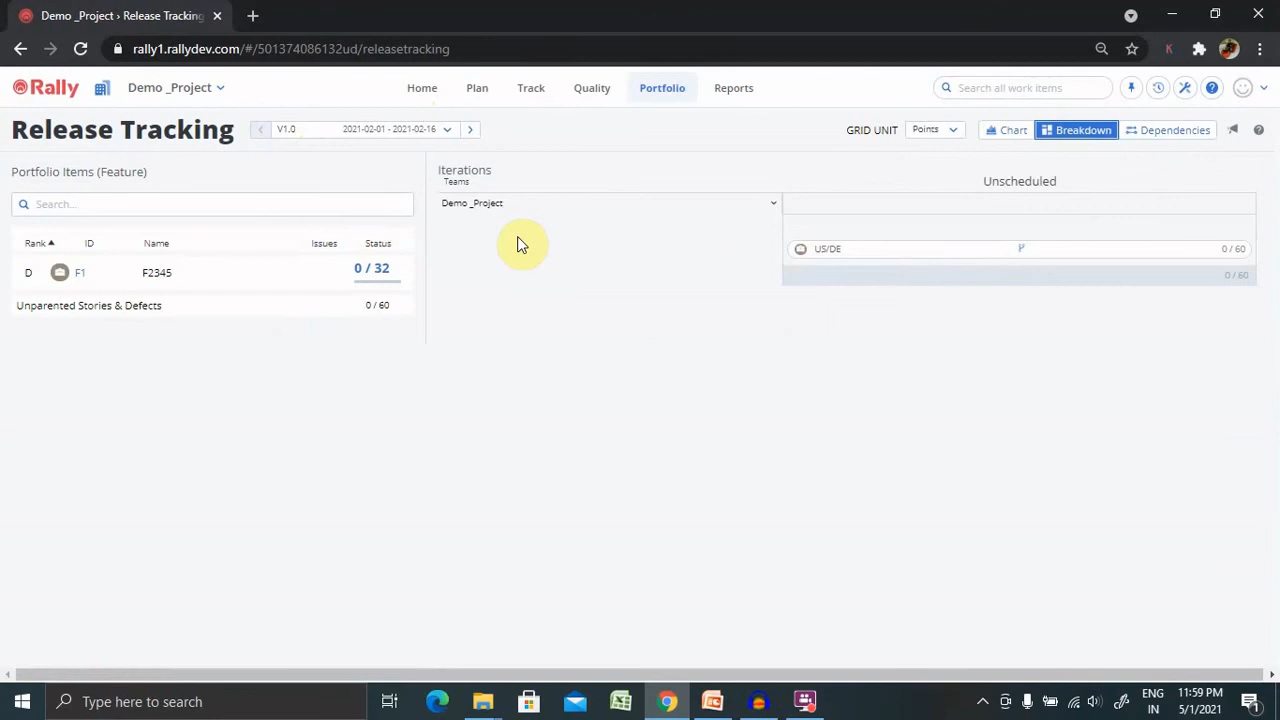 Demo _Project › Release Tracking
rally1.rallydev.com/#/501374086132ud/releasetracking
K
Rally
Demo _Project
Home
Plan
Track
Quality
Portfolio
Reports
Search all work items
Release Tracking
V1.0
2021-02-01 - 2021-02-16
GRID UNIT
Points
Chart
Breakdown
Dependencies
Portfolio Items (Feature)
Search...
Rank ID Name Issues Status
D F1 F2345 0 / 32
Unparented Stories & Defects 0 / 60
Iterations
Teams
Demo _Project
Unscheduled
US/DE 0 / 60
0 / 60
Type here to search
ENG
IN
11:59 PM
5/1/2021
1